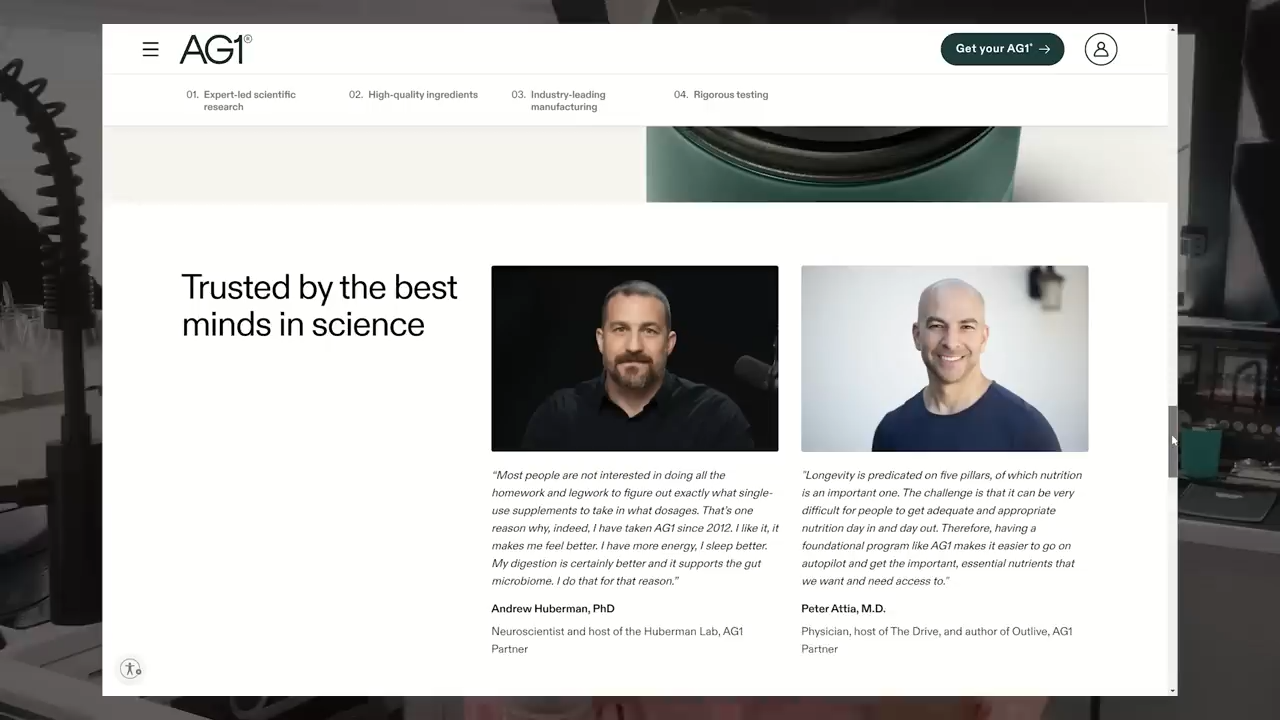 AG1®
Get your AG1* →
01. Expert-led scientific
research
02. High-quality ingredients
03. Industry-leading
manufacturing
04. Rigorous testing
Trusted by the best
minds in science
“Most people are not interested in doing all the
homework and legwork to figure out exactly what single-
use supplements to take in what dosages. That’s one
reason why, indeed, I have taken AG1 since 2012. I like it, it
makes me feel better. I have more energy, I sleep better.
My digestion is certainly better and it supports the gut
microbiome. I do that for that reason.”
Andrew Huberman, PhD
Neuroscientist and host of the Huberman Lab, AG1
Partner
"Longevity is predicated on five pillars, of which nutrition
is an important one. The challenge is that it can be very
difficult for people to get adequate and appropriate
nutrition day in and day out. Therefore, having a
foundational program like AG1 makes it easier to go on
autopilot and get the important, essential nutrients that
we want and need access to."
Peter Attia, M.D.
Physician, host of The Drive, and author of Outlive, AG1
Partner